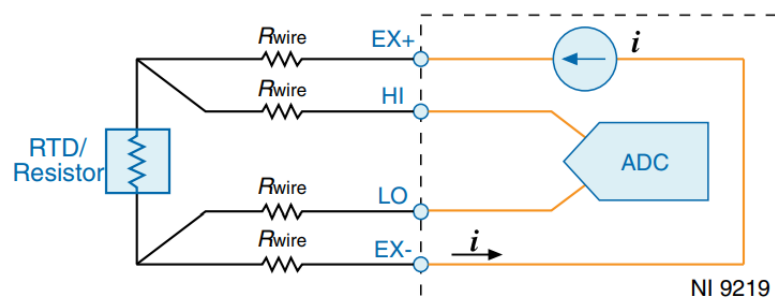 Rwire
EX+
i
Rwire
HI
RTD/
Resistor
ADC
Rwire
LO
Rwire
EX-
i
NI 9219